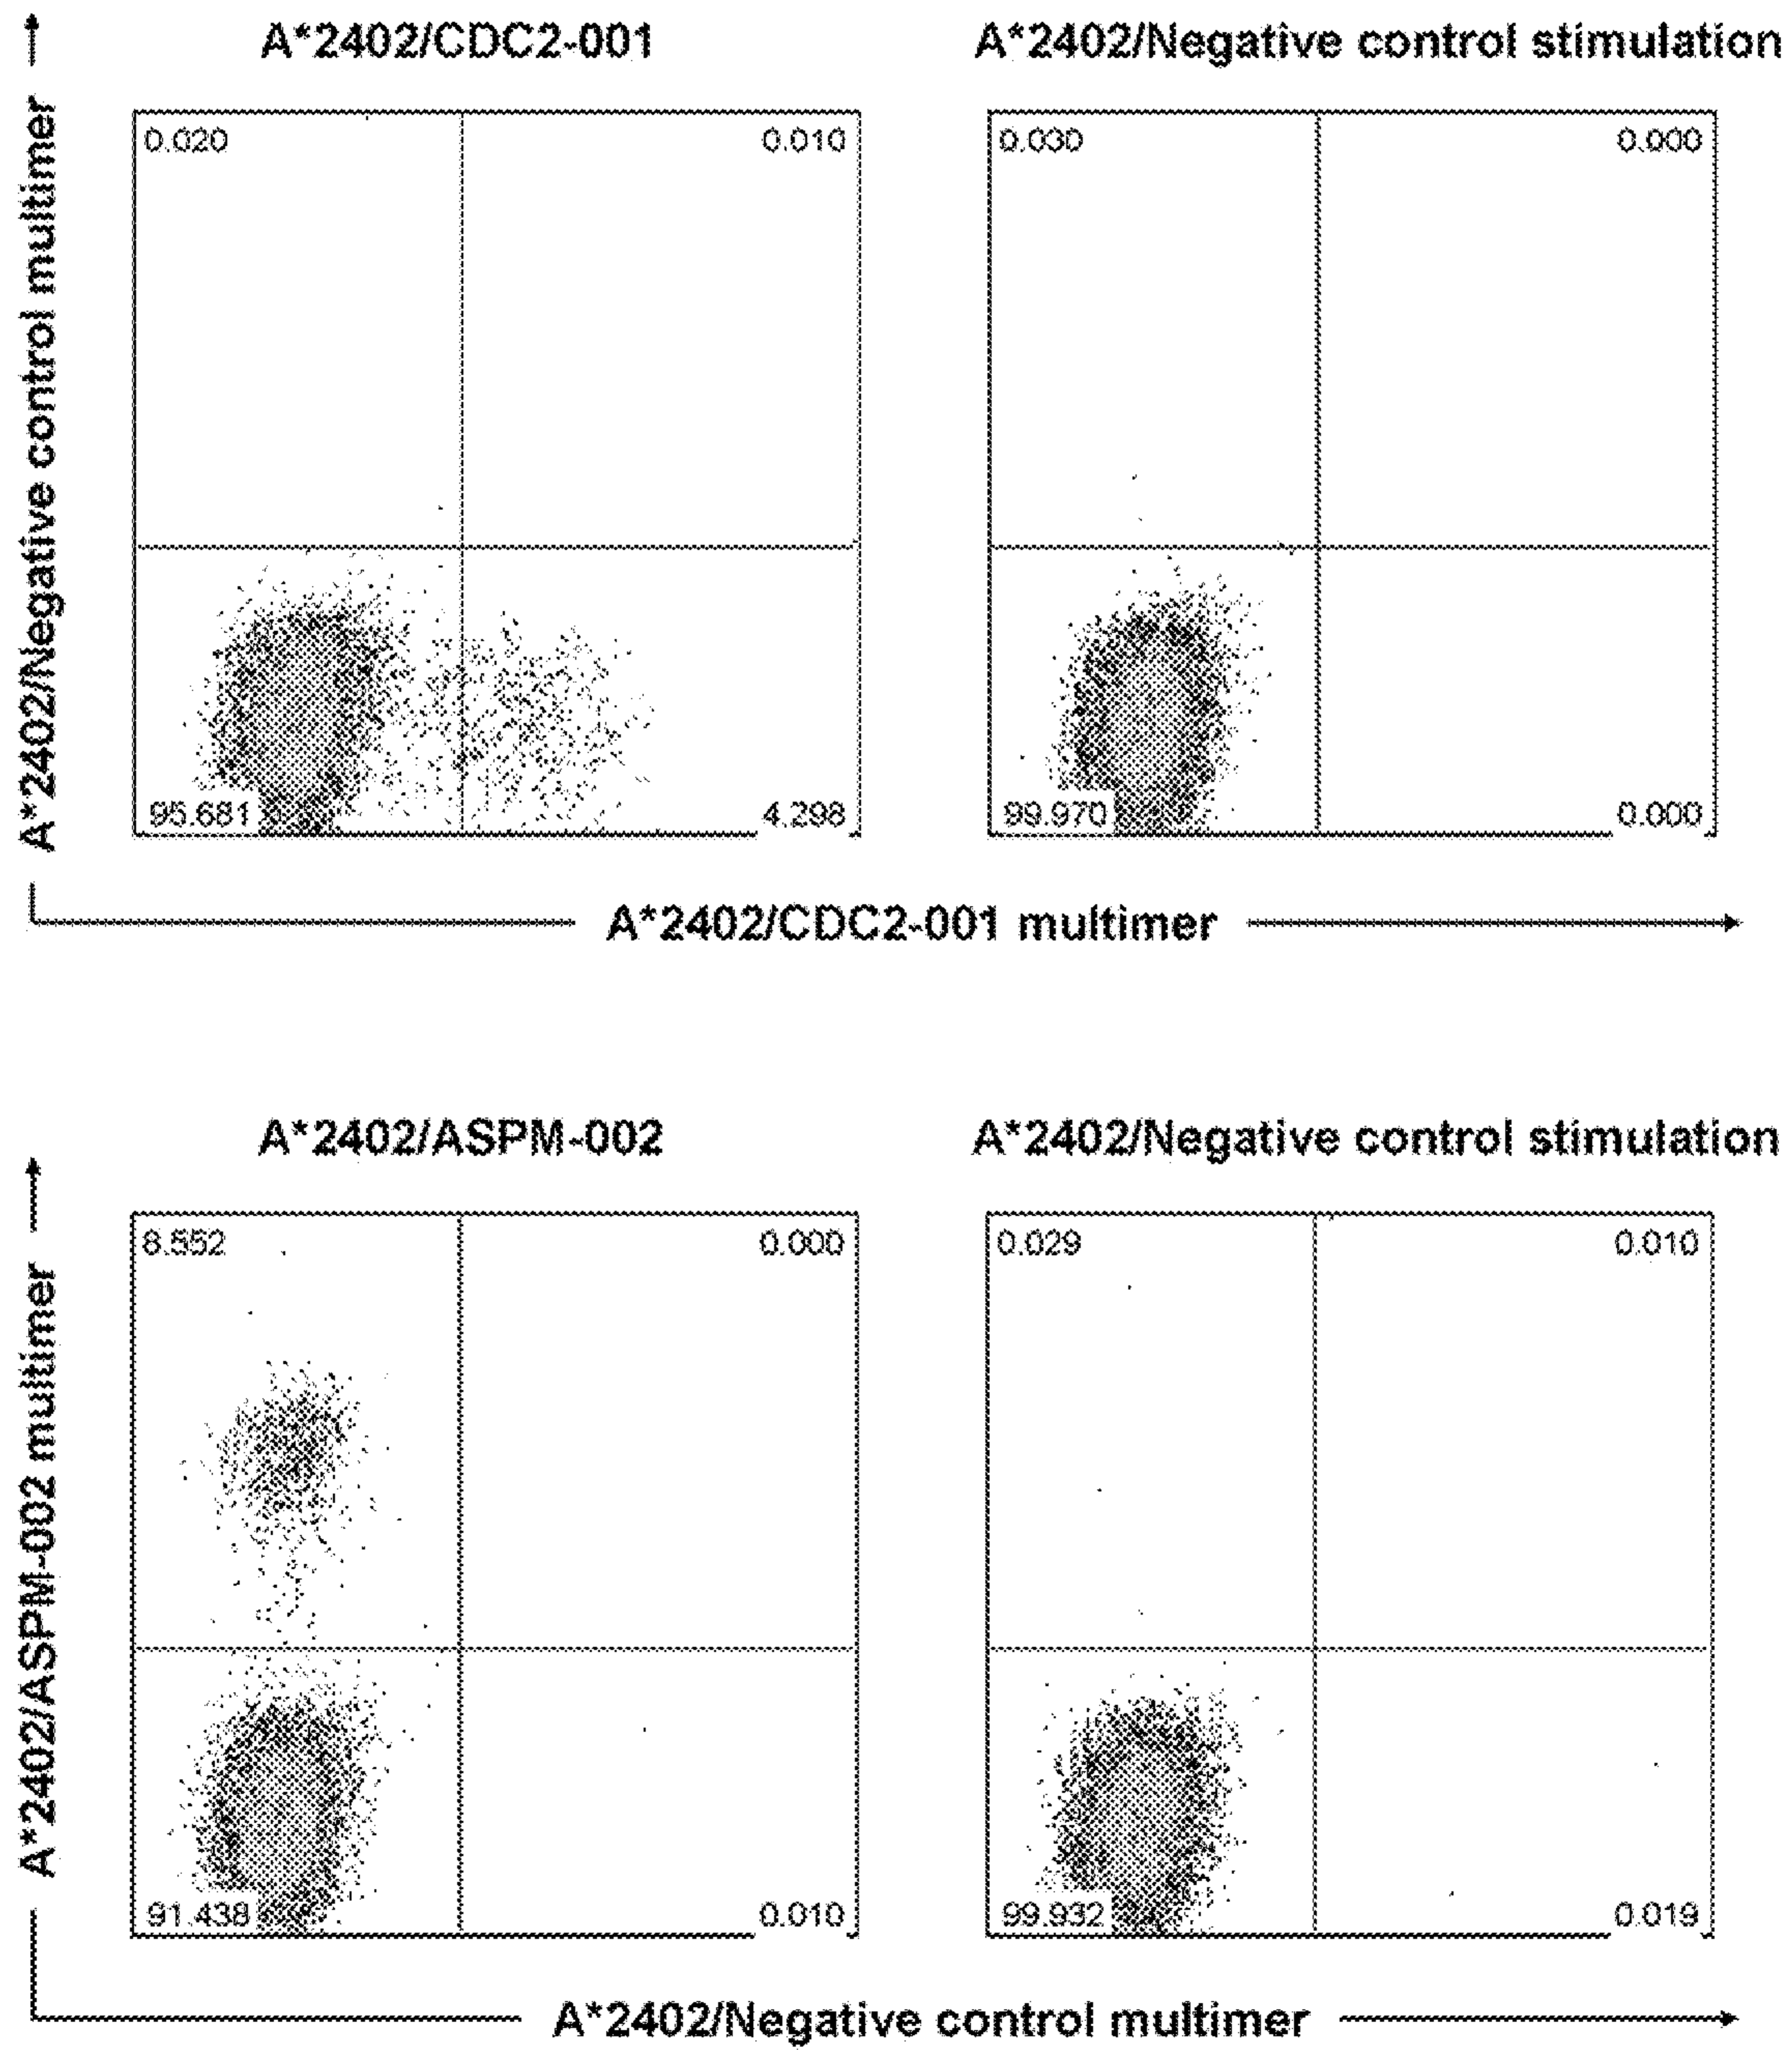 A*2402/CDC2-001
A*2402/Negative control stimulation
A*2402/Negative control multimer
0.020
0.010
95.681
4.298
0.030
0.000
99.970
0.000
A*2402/CDC2-001 multimer
A*2402/ASPM-002
A*2402/Negative control stimulation
A*2402/ASPM-002 multimer
8.552
0.000
91.438
0.010
0.029
0.010
99.932
0.019
A*2402/Negative control multimer